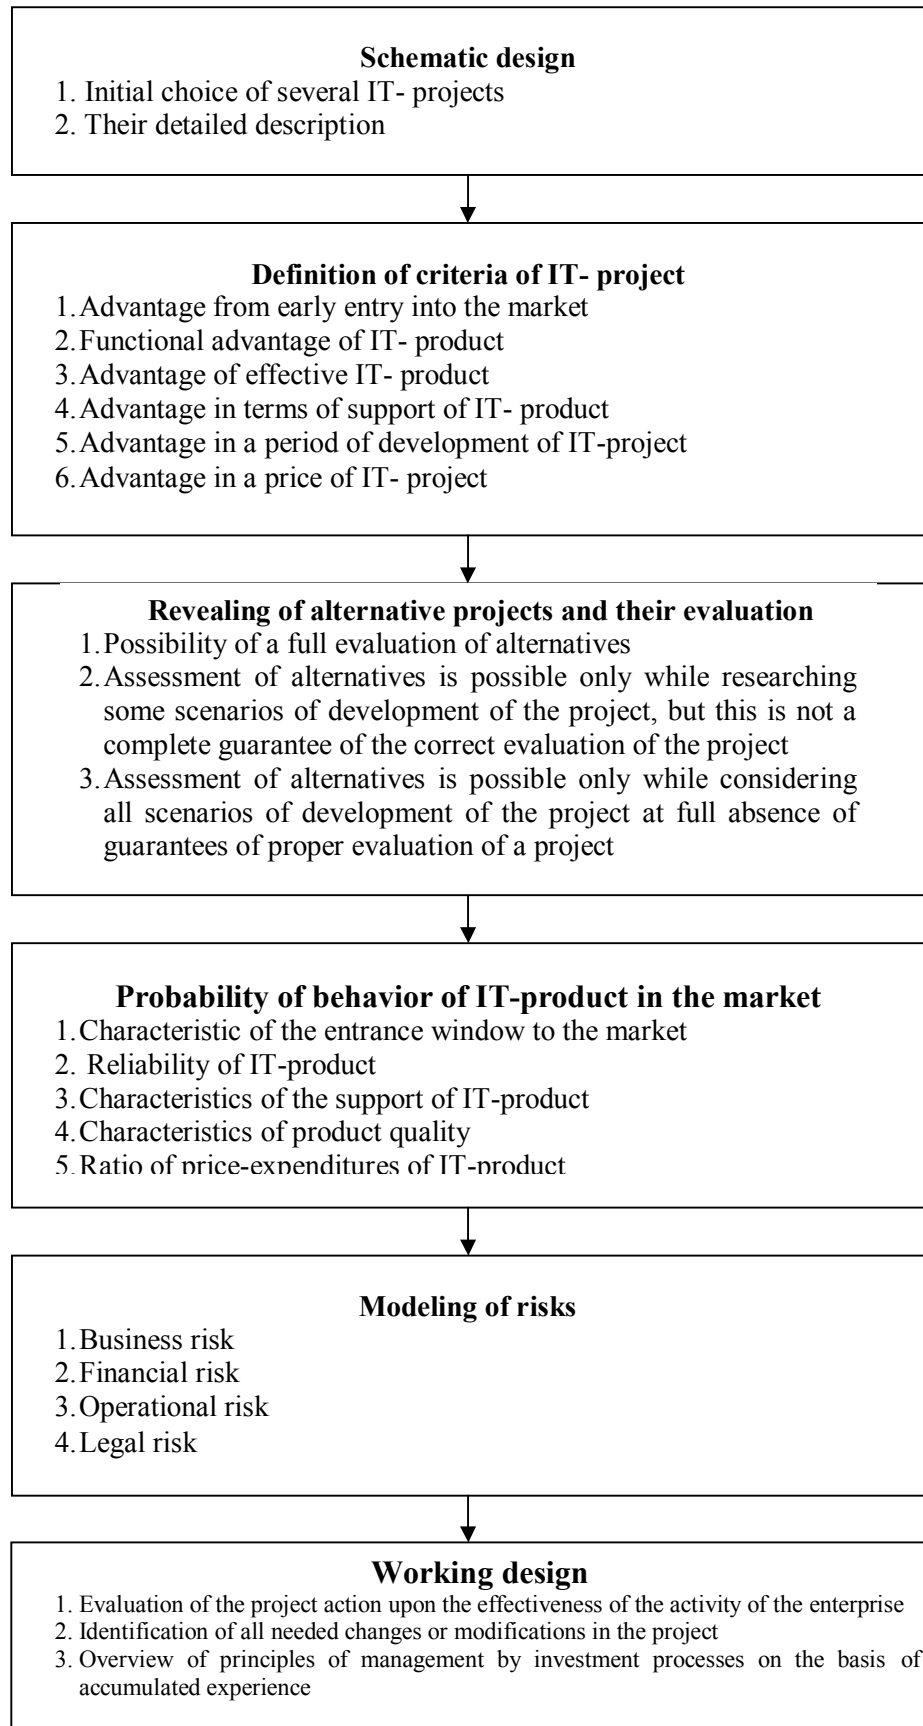 Schematic design
1. Initial choice of several IT- projects
2. Their detailed description
Definition of criteria of IT- project
1. Advantage from early entry into the market
2. Functional advantage of IT- product
3. Advantage of effective IT- product
4. Advantage in terms of support of IT- product
5. Advantage in a period of development of IT-project
6. Advantage in a price of IT- project
Revealing of alternative projects and their evaluation
1. Possibility of a full evaluation of alternatives
2. Assessment of alternatives is possible only while researching
some scenarios of development of the project, but this is not a
complete guarantee of the correct evaluation of the project
3. Assessment of alternatives is possible only while considering
all scenarios of development of the project at full absence of
guarantees of proper evaluation of a project
Probability of behavior of IT-product in the market
1. Characteristic of the entrance window to the market
2. Reliability of IT-product
3. Characteristics of the support of IT-product
4. Characteristics of product quality
5. Ratio of price-expenditures of IT-product
Modeling of risks
1. Business risk
2. Financial risk
3. Operational risk
4. Legal risk
Working design
1. Evaluation of the project action upon the effectiveness of the activity of the enterprise
2. Identification of all needed changes or modifications in the project
3. Overview of principles of management by investment processes on the basis of
accumulated experience